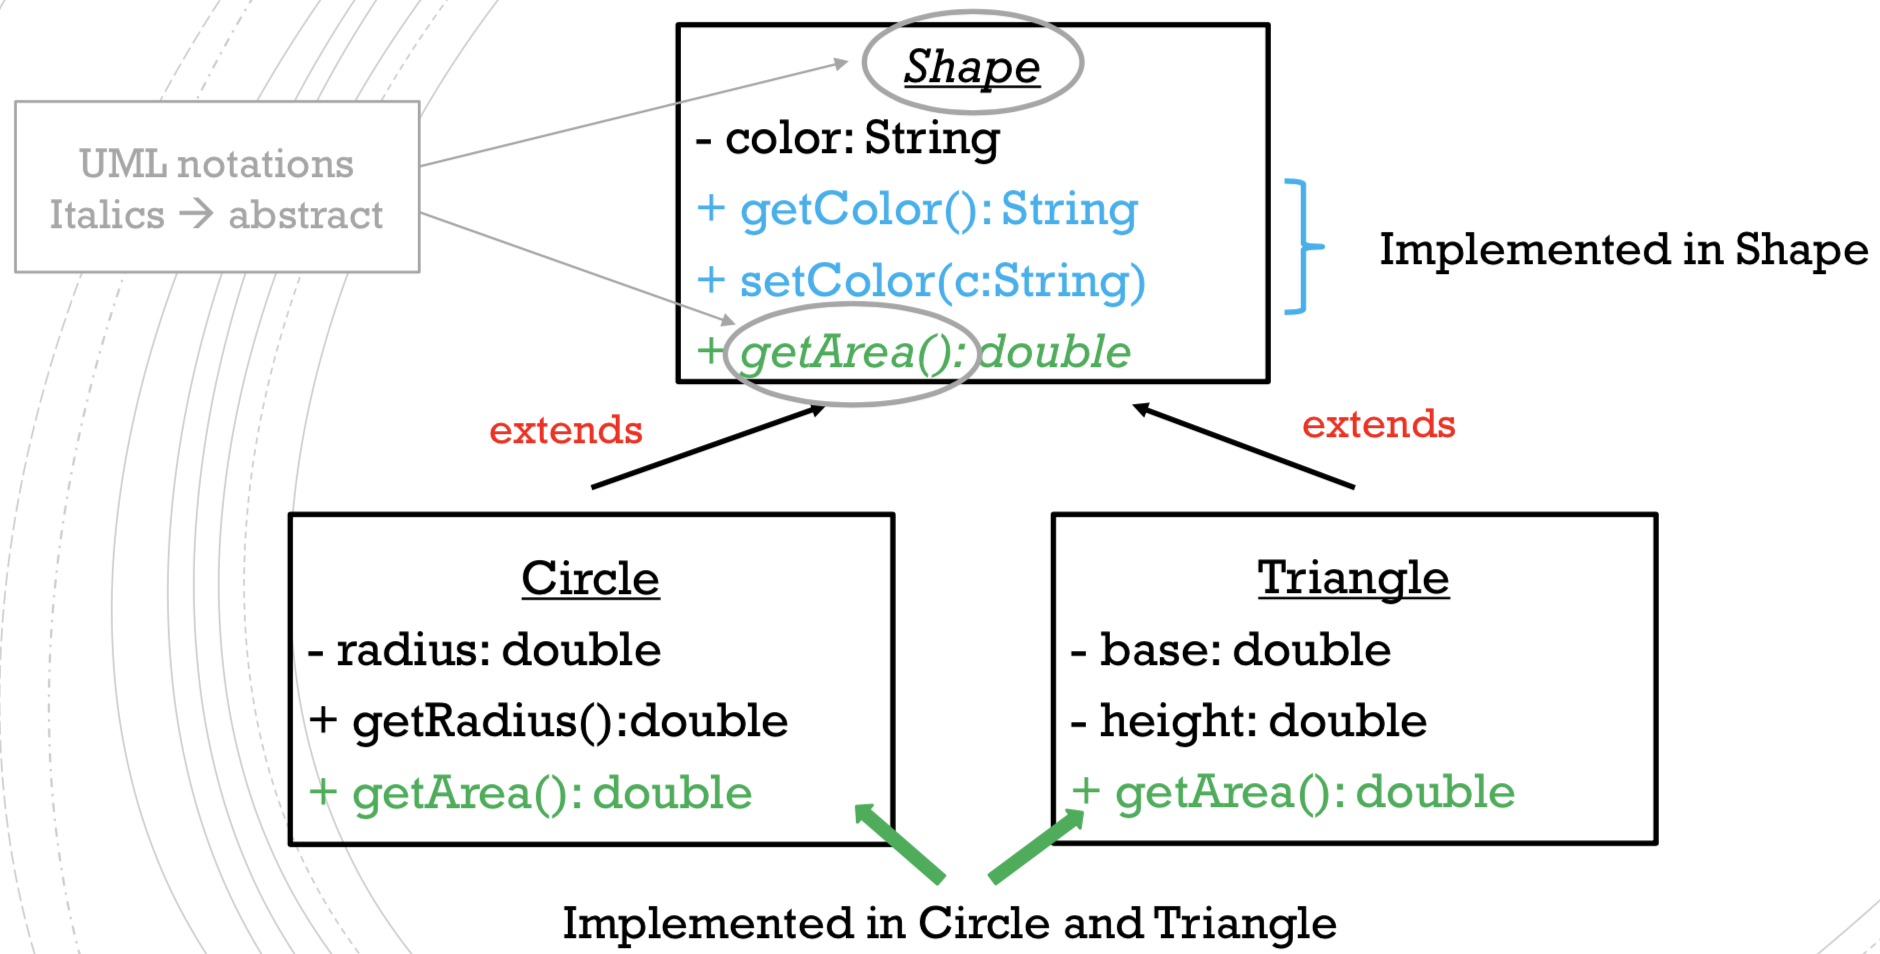 Shape
- color: String
+ getColor(): String
+ setColor(c:String)
+ getArea(): double
UML notations
Italics → abstract
Implemented in Shape
extends
extends
Circle
- radius: double
+ getRadius():double
+ getArea(): double
Triangle
- base: double
- height: double
+ getArea(): double
Implemented in Circle and Triangle